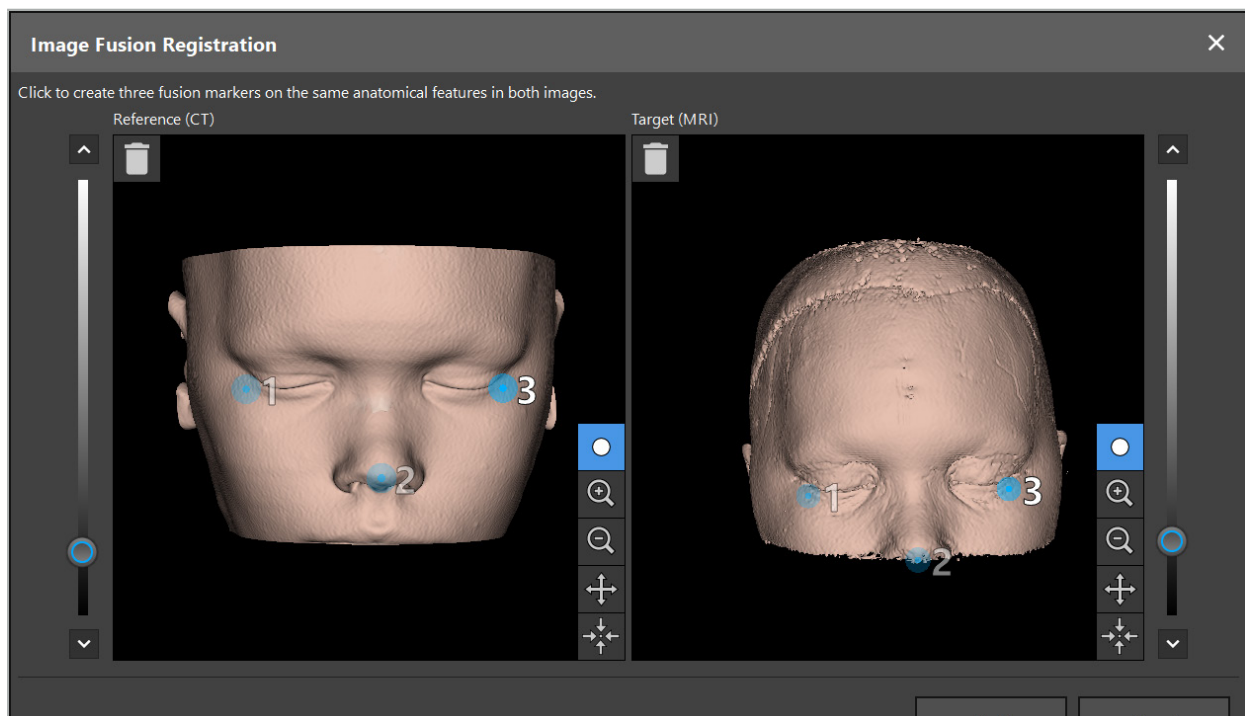 Image Fusion Registration
Click to create three fusion markers on the same anatomical features in both images.
Reference (CT)
Target (MRI)
1
3
2
1
3
2